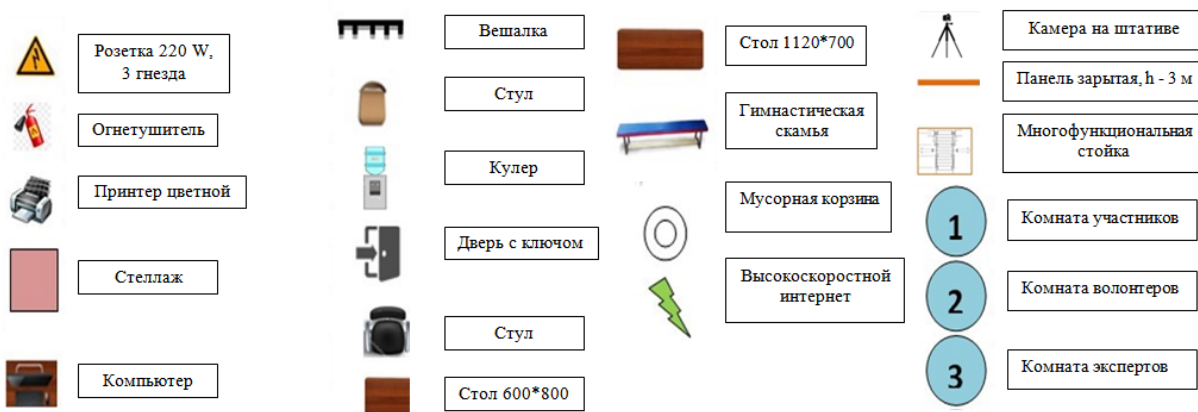 Розетка 220 W,
3 гнезда
Огнетушитель
Принтер цветной
Стеллаж
Компьютер
Вешалка
Стул
Кулер
Дверь с ключом
Стул
Стол 600*800
Стол 1120*700
Гимнастическая
скамья
Мусорная корзина
Высокоскоростной
интернет
Камера на штативе
Панель зарытая, h - 3 м
Многофункциональная
стойка
1
Комната участников
2
Комната волонтеров
3
Комната экспертов